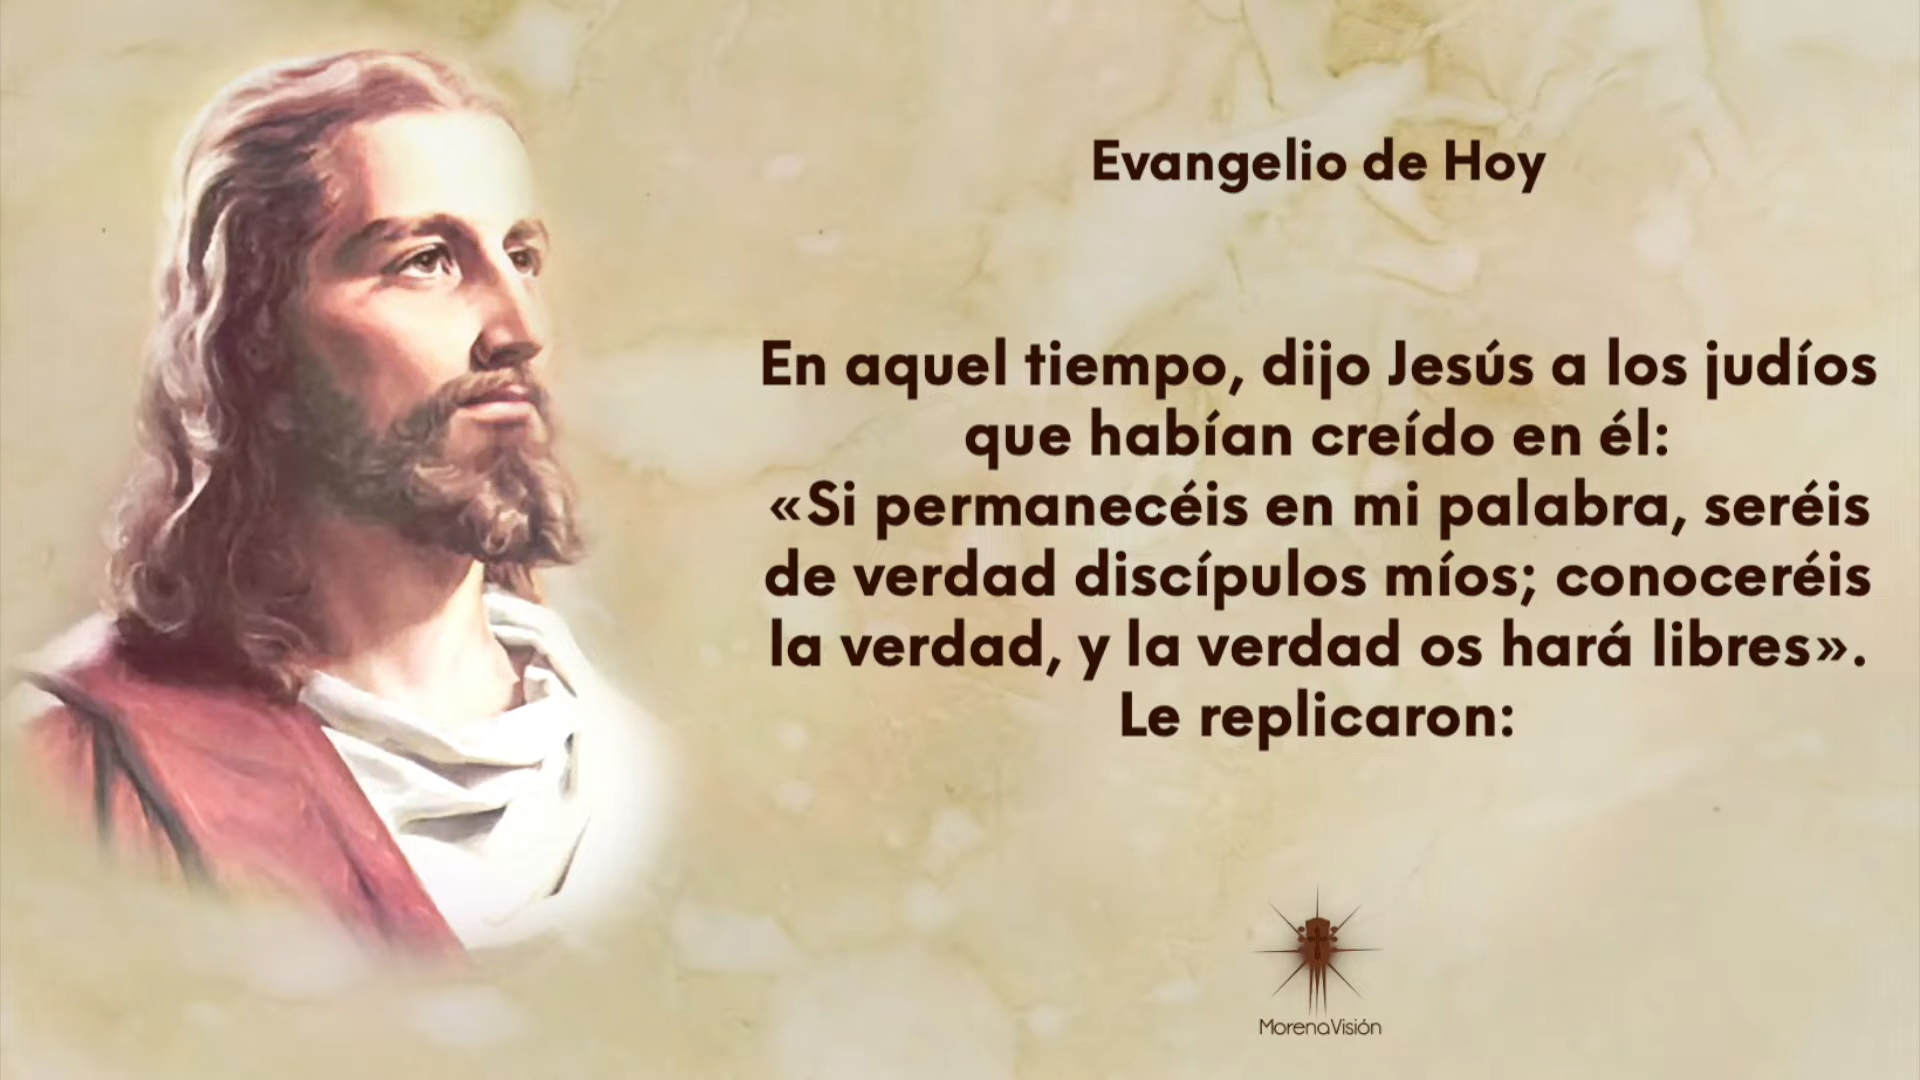 Evangelio de Hoy
En aquel tiempo, dijo Jesús a los judíos
que habían creído en él:
«Si permanecéis en mi palabra, seréis
de verdad discípulos míos; conoceréis
la verdad, y la verdad os hará libres».
Le replicaron:
MorenaVisión